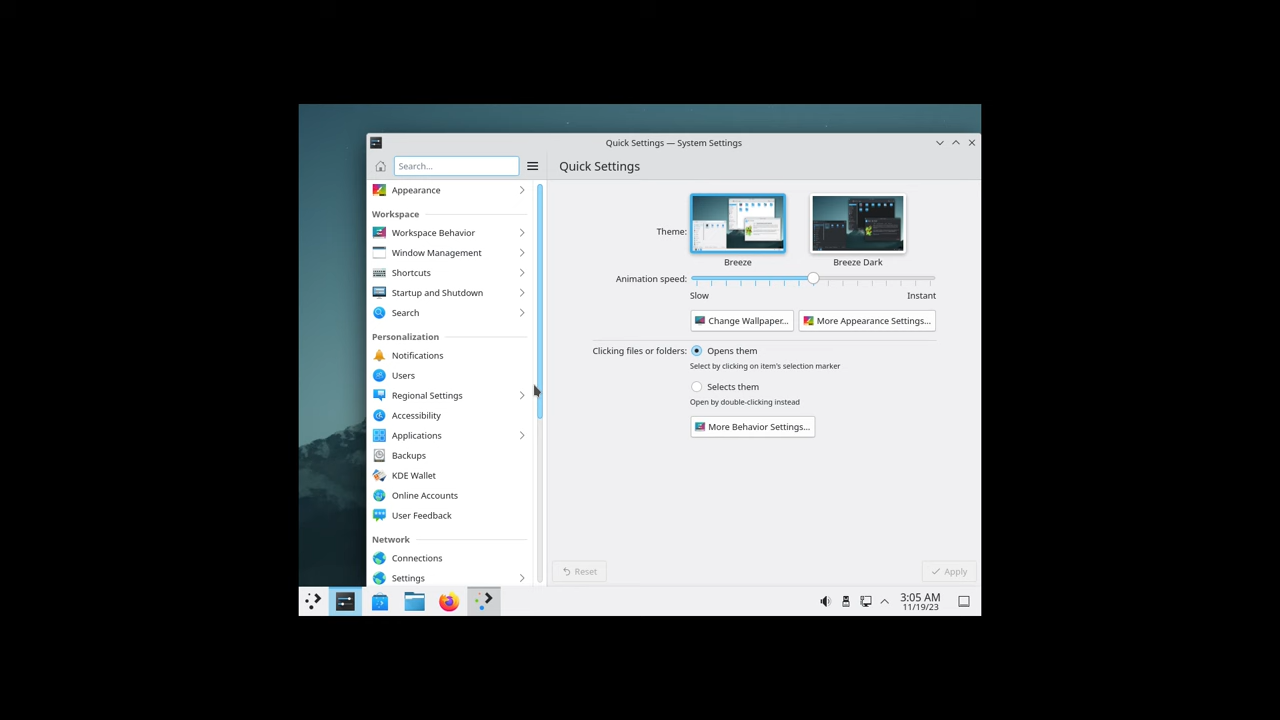 Quick Settings — System Settings
Search...
Quick Settings
Appearance
Workspace
Workspace Behavior
Window Management
Shortcuts
Startup and Shutdown
Search
Personalization
Notifications
Users
Regional Settings
Accessibility
Applications
Backups
KDE Wallet
Online Accounts
User Feedback
Network
Connections
Settings
Theme:
Breeze
Breeze Dark
Animation speed:
Slow
Instant
Change Wallpaper...
More Appearance Settings...
Clicking files or folders:
Opens them
Select by clicking on item's selection marker
Selects them
Open by double-clicking instead
More Behavior Settings...
Reset
Apply
3:05 AM
11/19/23